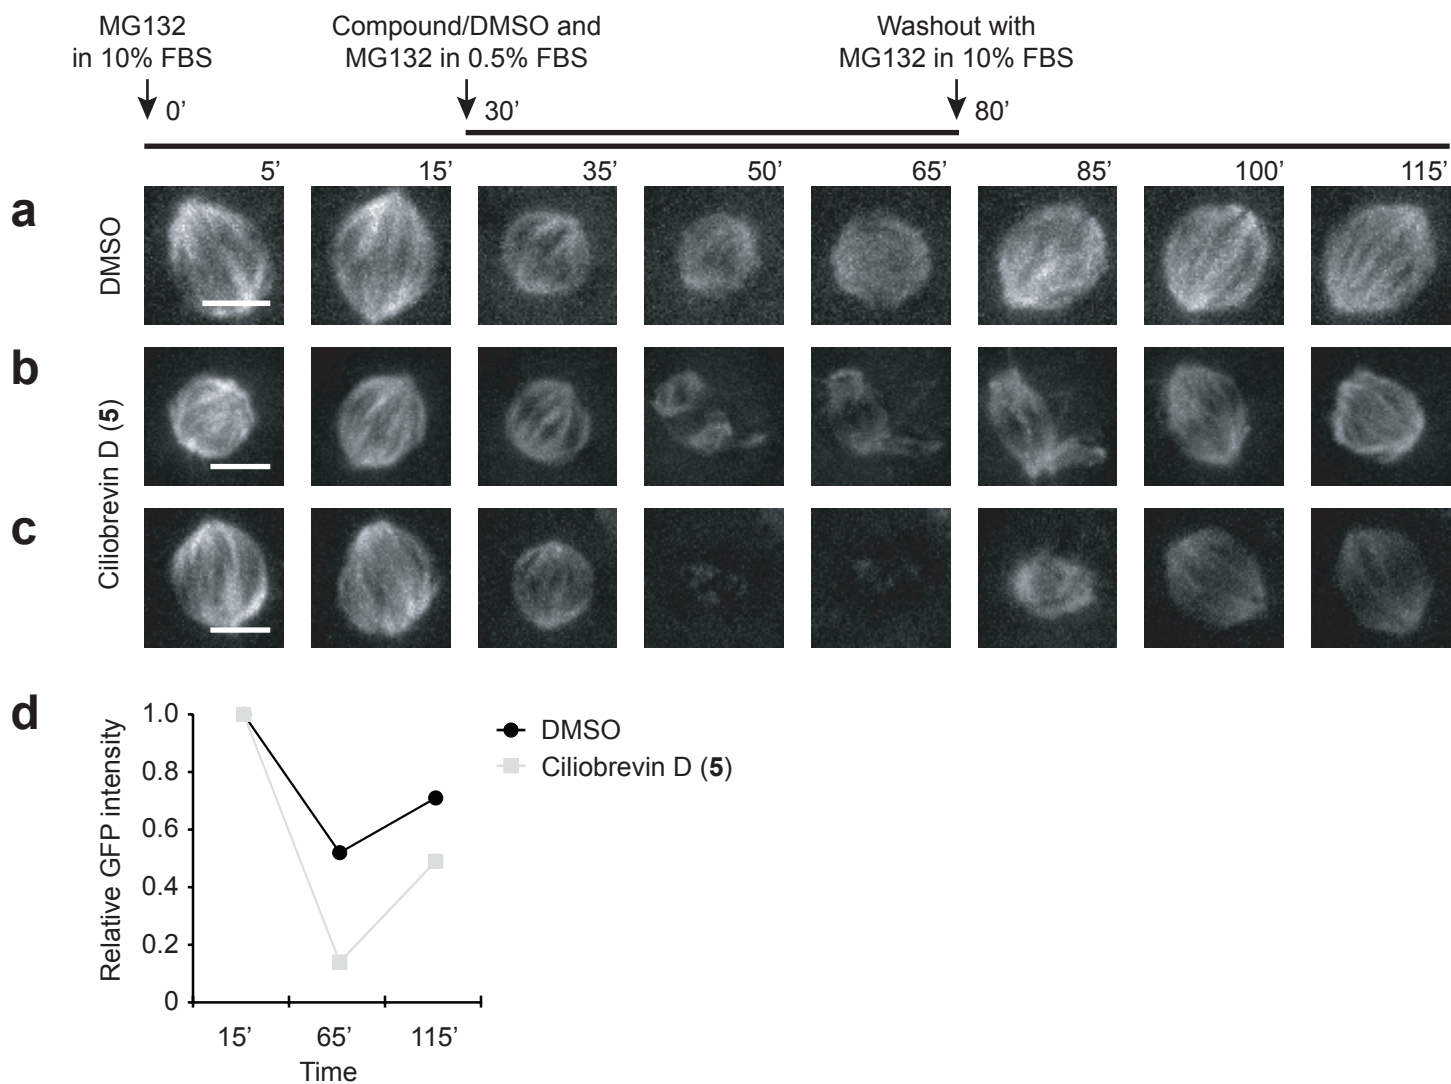 MG132
in 10% FBS
Compound/DMSO and
MG132 in 0.5% FBS
Washout with
MG132 in 10% FBS
0’
30’
80’
5’ 15’ 35’ 50’ 65’ 85’ 100’ 115’
a
DMSO
b
Ciliobrevin D (5)
c
d
Relative GFP intensity
1.0
0.8
0.6
0.4
0.2
0
15’ 65’ 115’
Time
DMSO
Ciliobrevin D (5)